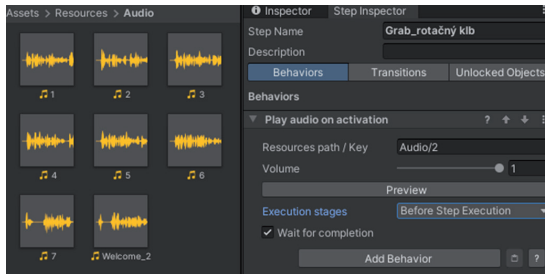 Assets > Resources > Audio
1
2
3
4
5
6
7
Welcome_2
Inspector
Step Inspector
Step Name
Grab_rotačný klb
Description
Behaviors
Transitions
Unlocked Objects
Behaviors
Play audio on activation
?
Resources path / Key
Audio/2
Volume
1
Preview
Execution stages
Before Step Execution
Wait for completion
Add Behavior
?